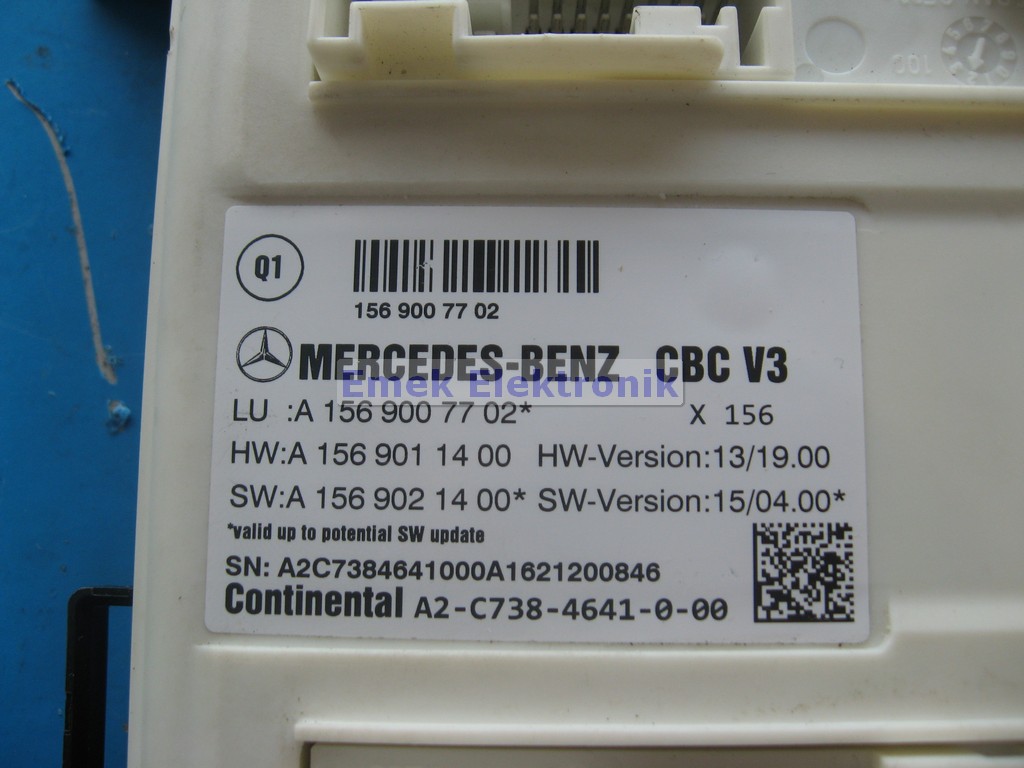 10C
Q1
156 900 77 02
MERCEDES-BENZ CBC V3
Emek Elektronik
LU :A 156 900 77 02* X 156
HW:A 156 901 14 00 HW-Version:13/19.00
SW:A 156 902 14 00* SW-Version:15/04.00*
*valid up to potential SW update
SN: A2C7384641000A1621200846
Continental A2-C738-4641-0-00